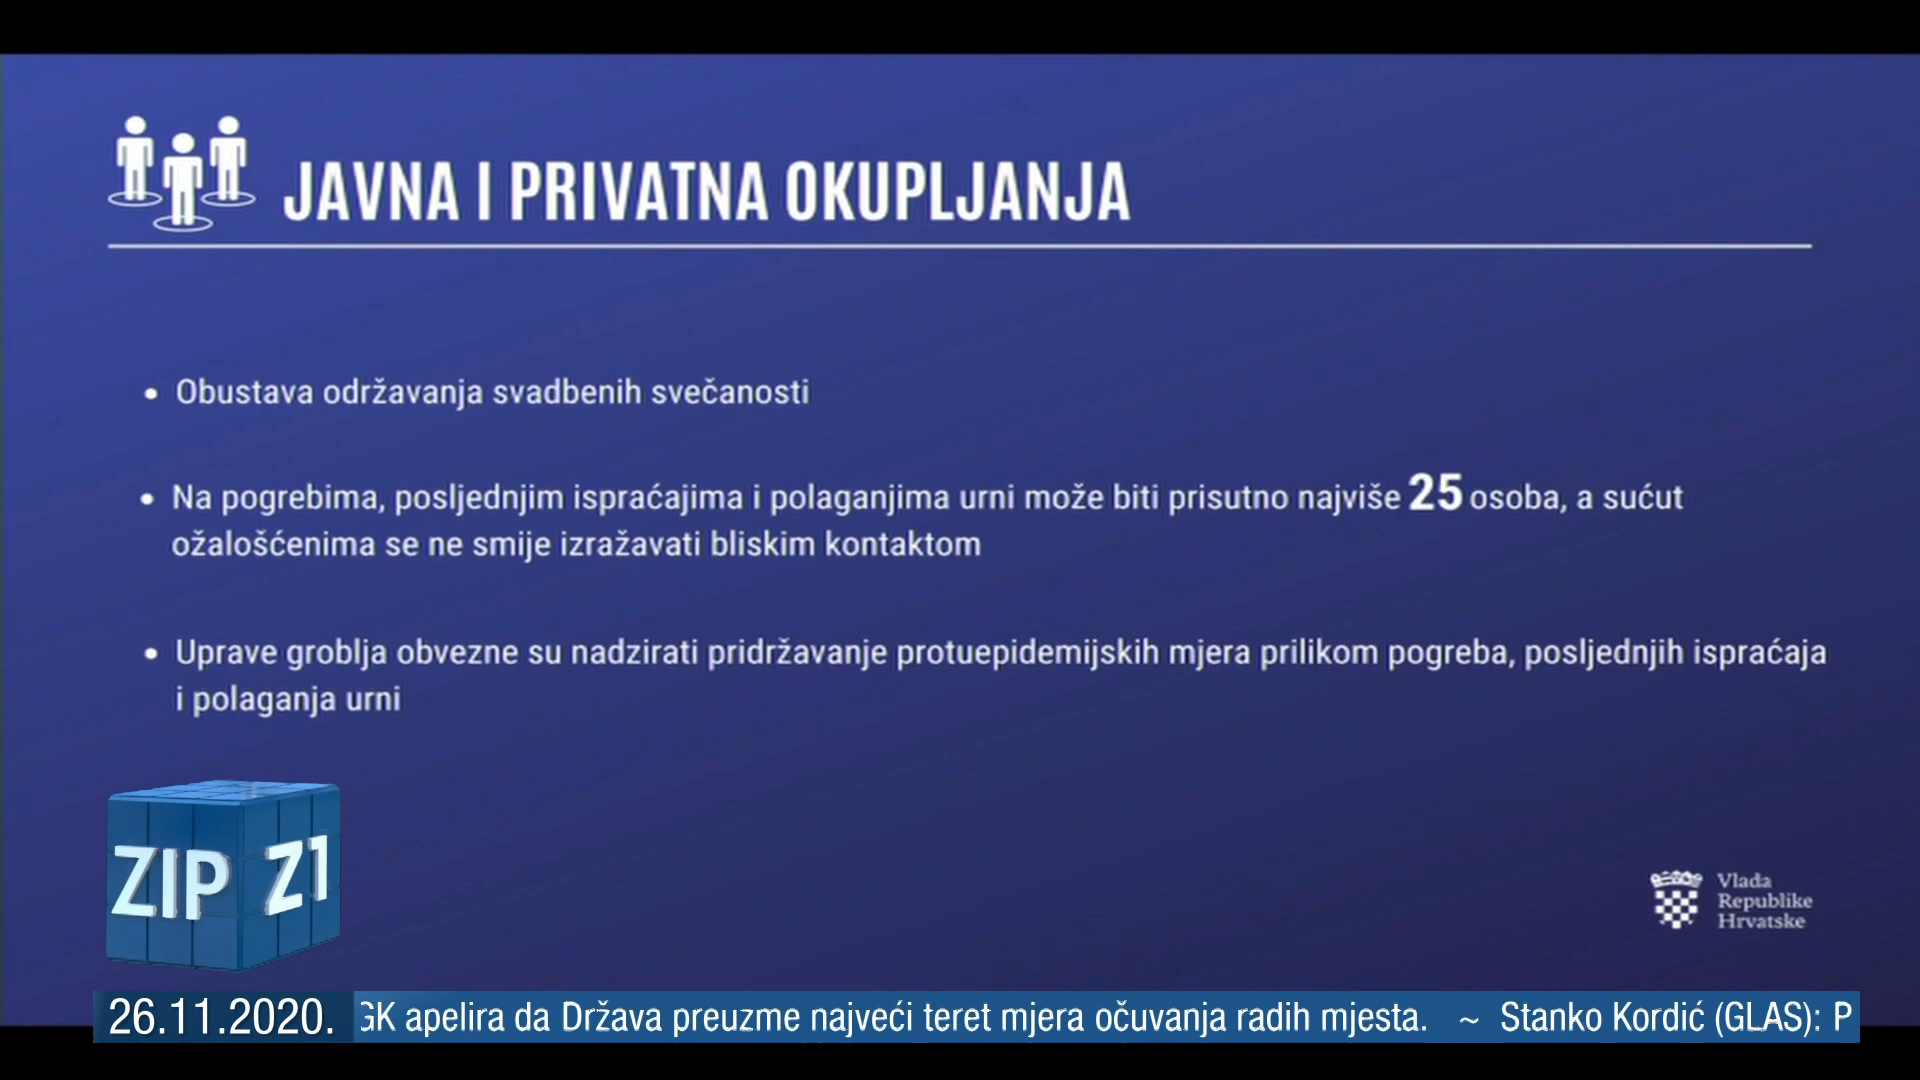 JAVNA I PRIVATNA OKUPLJANJA
• Obustava održavanja svadbenih svečanosti
• Na pogrebima, posljednjim ispraćajima i polaganjima urni može biti prisutno najviše 25 osoba, a sućut
ožalošćenima se ne smije izražavati bliskim kontaktom
• Uprave groblja obvezne su nadzirati pridržavanje protuepidemijskih mjera prilikom pogreba, posljednjih ispraćaja
i polaganja urni
ZIP Z1
Vlada
Republike
Hrvatske
26.11.2020. GK apelira da Država preuzme najveći teret mjera očuvanja radih mjesta. ~ Stanko Kordić (GLAS): P